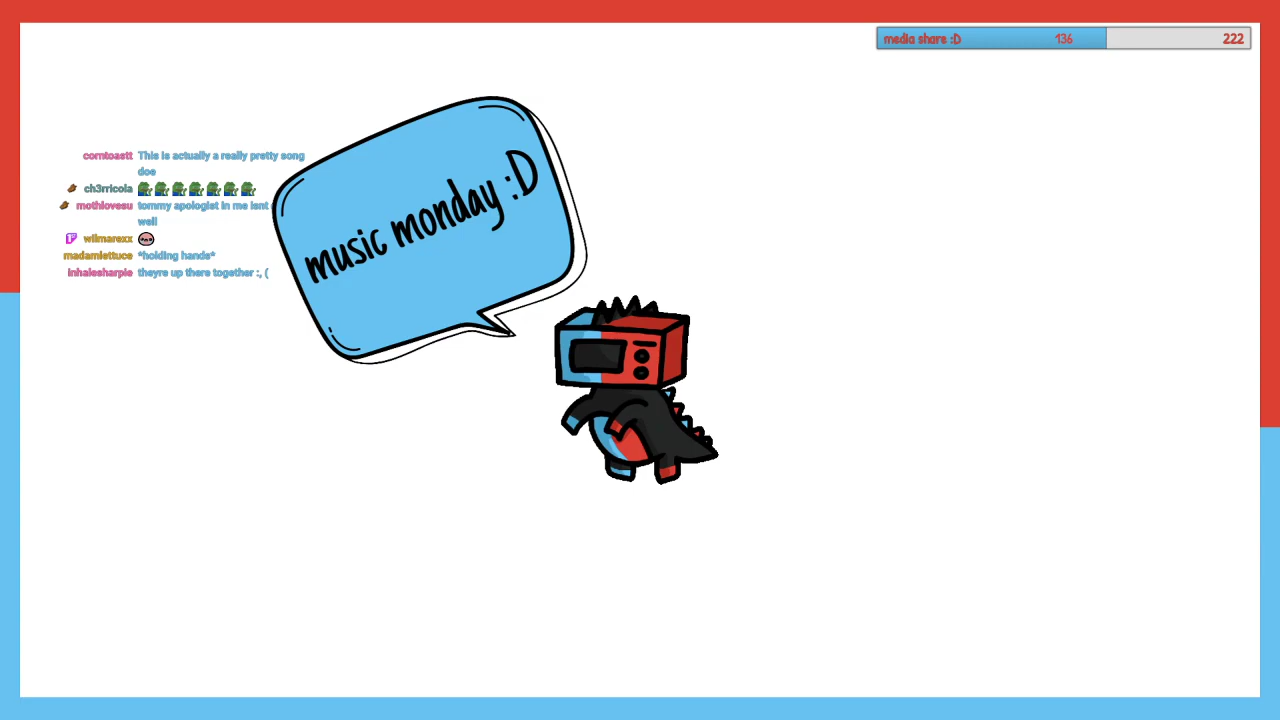 media share :D 136 222
music monday :D
corntoastt This is actually a really pretty song
doe
ch3rricola
mothlovesu tommy apologist in me isnt
well
wilmarexx
madamlettuce *holding hands*
inhalesharpie theyre up there together :, (